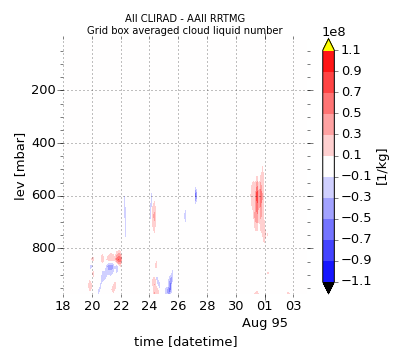 All CLIRAD - AAll RRTMG
Grid box averaged cloud liquid number
1e8
1.1
0.9
0.7
0.5
0.3
0.1
−0.1
−0.3
−0.5
−0.7
−0.9
−1.1
[1/kg]
lev [mbar]
200
400
600
800
18 20 22 24 26 28 30 01 03
Aug 95
time [datetime]